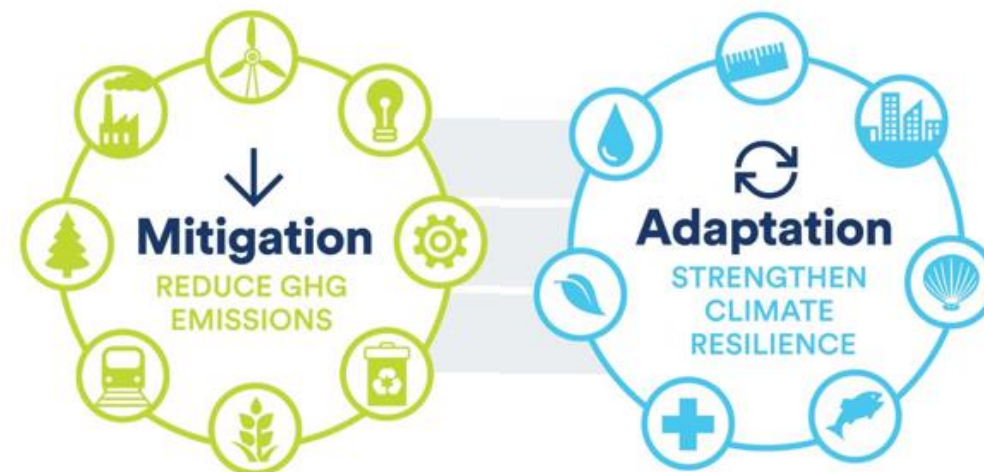 Mitigation
REDUCE GHG
EMISSIONS
Adaptation
STRENGTHEN
CLIMATE
RESILIENCE